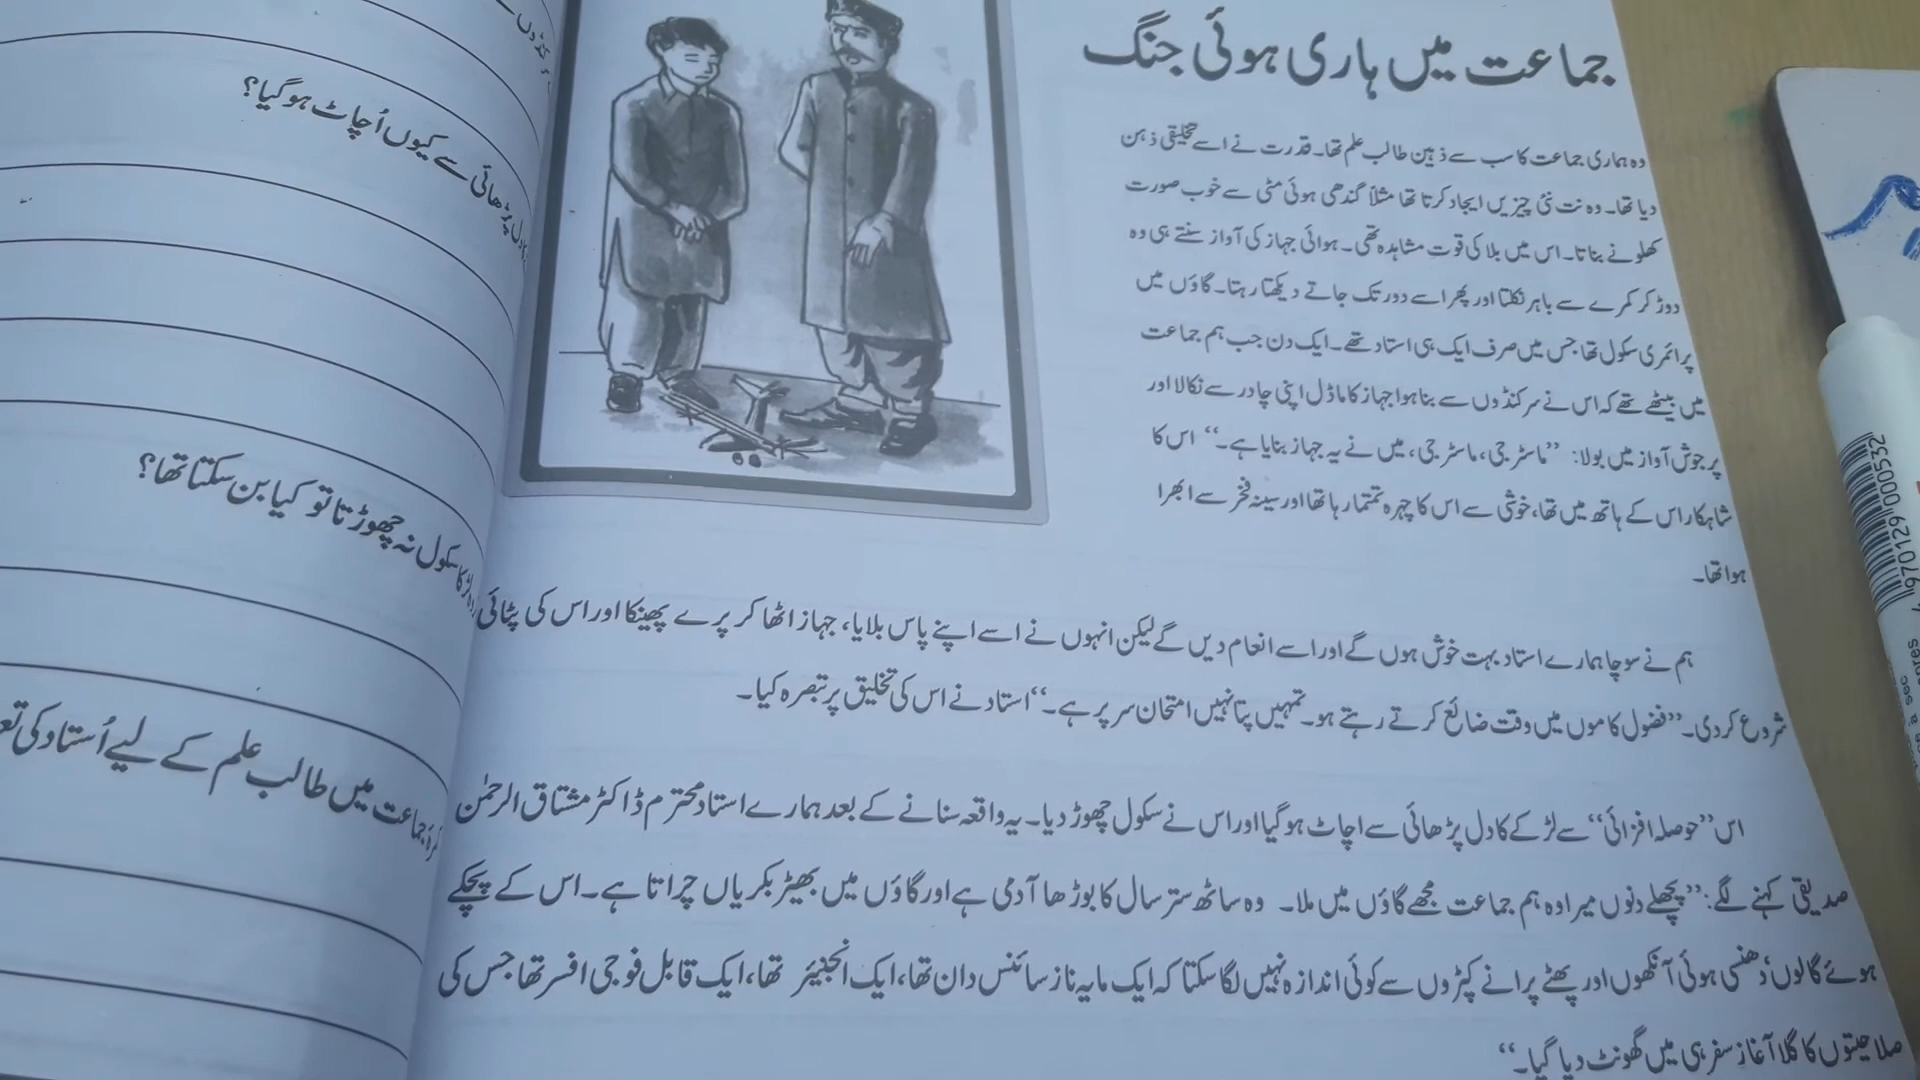 جماعت میں ہاری ہوئی جنگ
وہ ہماری جماعت کا سب سے ذہین طالب علم تھا۔ قدرت نے اسے تخلیقی ذہن
دیا تھا۔ وہ نت نئی چیزیں ایجاد کرتا تھا مثلاً گندھی ہوئی مٹی سے خوب صورت
کھلونے بناتا۔ اس میں بلا کی قوت مشاہدہ تھی۔ ہوائی جہاز کی آواز سنتے ہی وہ
دوڑ کر کمرے سے باہر نکلتا اور پھر اسے دور تک جاتے دیکھتا رہتا۔ گاؤں میں
پرائمری سکول تھا جس میں صرف ایک ہی استاد تھے۔ ایک دن جب ہم جماعت
میں بیٹھے تھے کہ اس نے سرکنڈوں سے بنا ہوا جہاز کا ماڈل اپنی چادر سے نکالا اور
پر جوش آواز میں بولا: ”ماسٹر جی، ماسٹر جی، میں نے یہ جہاز بنایا ہے۔“ اس کا
شاہکار اس کے ہاتھ میں تھا، خوشی سے اس کا چہرہ تمتما رہا تھا اور سینہ فخر سے ابھرا
ہوا تھا۔
ہم نے سوچا ہمارے استاد بہت خوش ہوں گے اور اسے انعام دیں گے لیکن انہوں نے اسے اپنے پاس بلایا، جہاز اٹھا کر پرے پھینکا اور اس کی پٹائی
شروع کر دی۔ ”فضول کاموں میں وقت ضائع کرتے رہتے ہو۔ تمہیں پتا نہیں امتحان سر پر ہے۔“ استاد نے اس کی تخلیق پر تبصرہ کیا۔
اس ”حوصلہ افزائی“ سے لڑکے کا دل پڑھائی سے اچاٹ ہو گیا اور اس نے سکول چھوڑ دیا۔ یہ واقعہ سنانے کے بعد ہمارے استاد محترم ڈاکٹر مشتاق الرحمٰن
صدیقی کہنے لگے: ”پچھلے دنوں میرا وہ ہم جماعت مجھے گاؤں میں ملا۔ وہ ساٹھ ستر سال کا بوڑھا آدمی ہے اور گاؤں میں بھیڑ بکریاں چراتا ہے۔ اس کے پچکے
ہوئے گالوں، دھنسی ہوئی آنکھوں اور پھٹے پرانے کپڑوں سے کوئی اندازہ نہیں لگا سکتا کہ ایک مایہ ناز سائنس دان تھا، ایک انجنیئر تھا، ایک قابل فوجی افسر تھا جس کی
صلاحیتوں کا گلا آغاز سفر ہی میں گھونٹ دیا گیا۔“
دل پڑھائی سے کیوں اُچاٹ ہو گیا؟
سکول نہ چھوڑتا تو کیا بن سکتا تھا؟
کمرۂ جماعت میں طالب علم کے لیے اُستاد کی
970129 000532